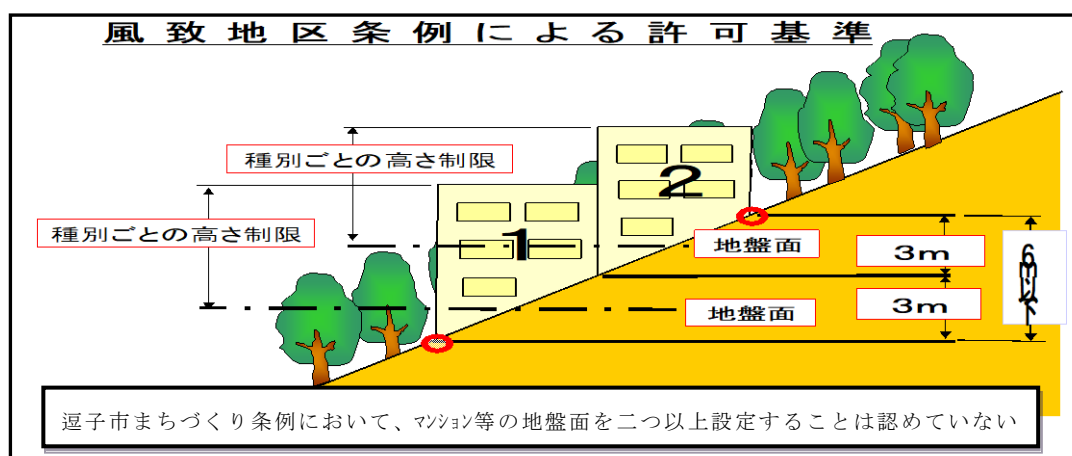 風致地区条例による許可基準
種別ごとの高さ制限
2
種別ごとの高さ制限
1
地盤面
3m
6m以下
地盤面
3m
逗子市まちづくり条例において、マンション等の地盤面を二つ以上設定することは認めていない